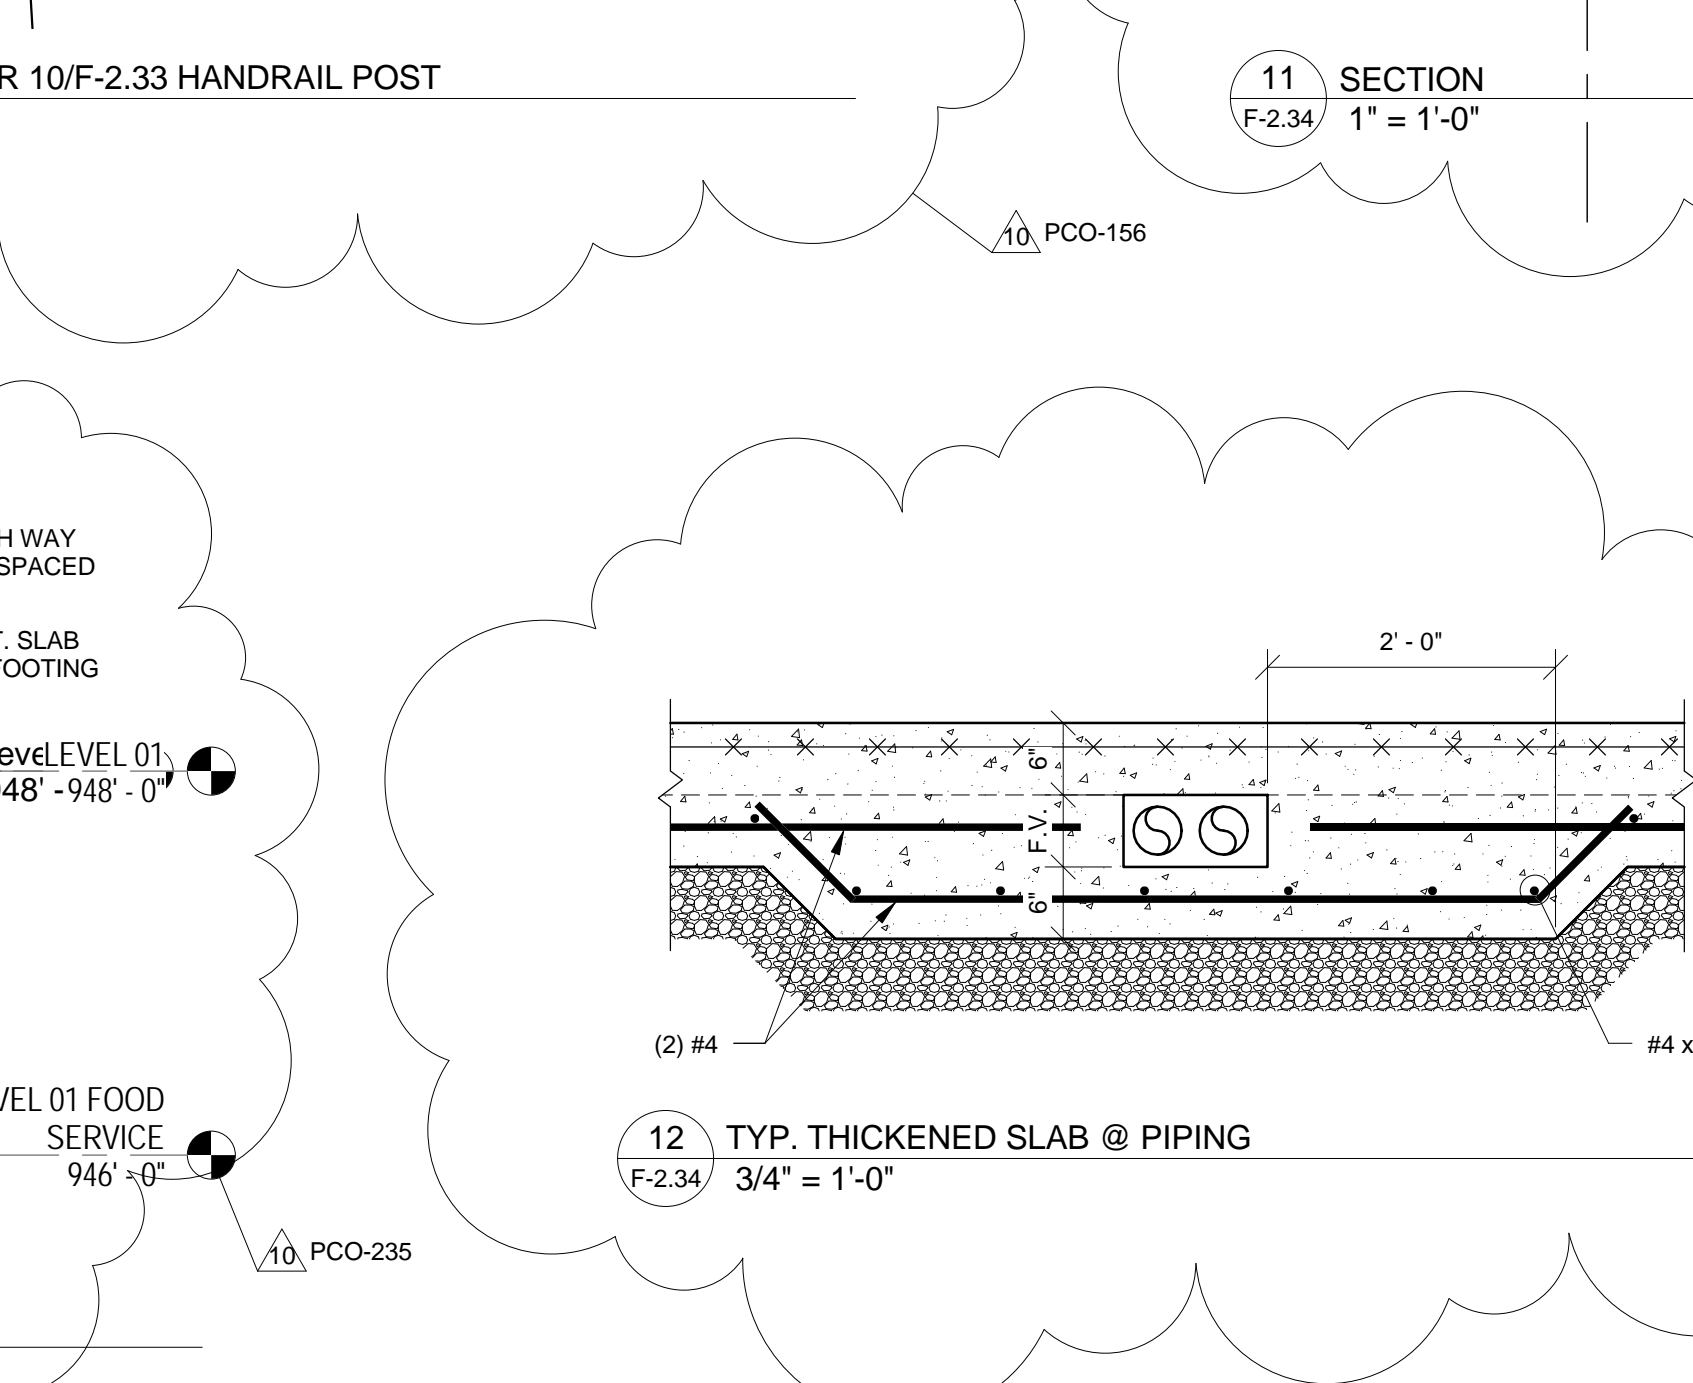 R 10/F-2.33 HANDRAIL POST
11
SECTION
F-2.34
1" = 1'-0"
10
PCO-156
H WAY
SPACED
T. SLAB
FOOTING
LEVEL 01
948' - 0"
VEL 01 FOOD
SERVICE
946' - 0"
10
PCO-235
2' - 0"
6"
F.V.
6"
(2) #4
#4 x
12
TYP. THICKENED SLAB @ PIPING
F-2.34
3/4" = 1'-0"